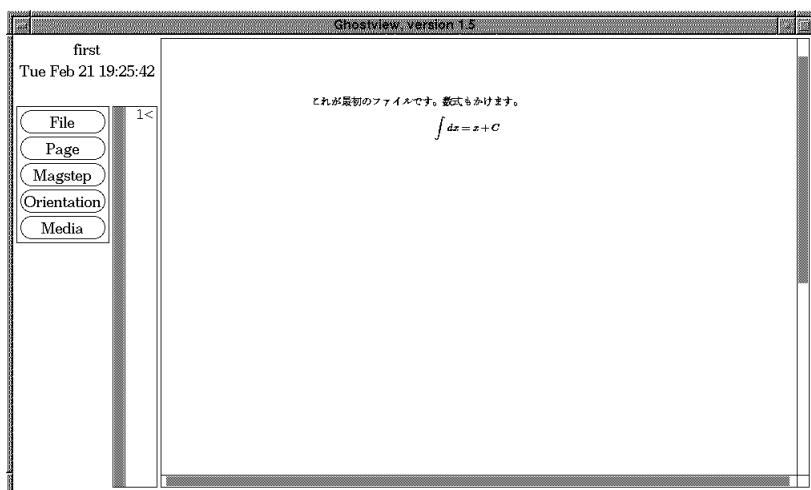 Ghostview, version 1.5
first
Tue Feb 21 19:25:42
File
Page
Magstep
Orientation
Media
1<
これが最初のファイルです。数式もかけます。
∫ dx = x + C